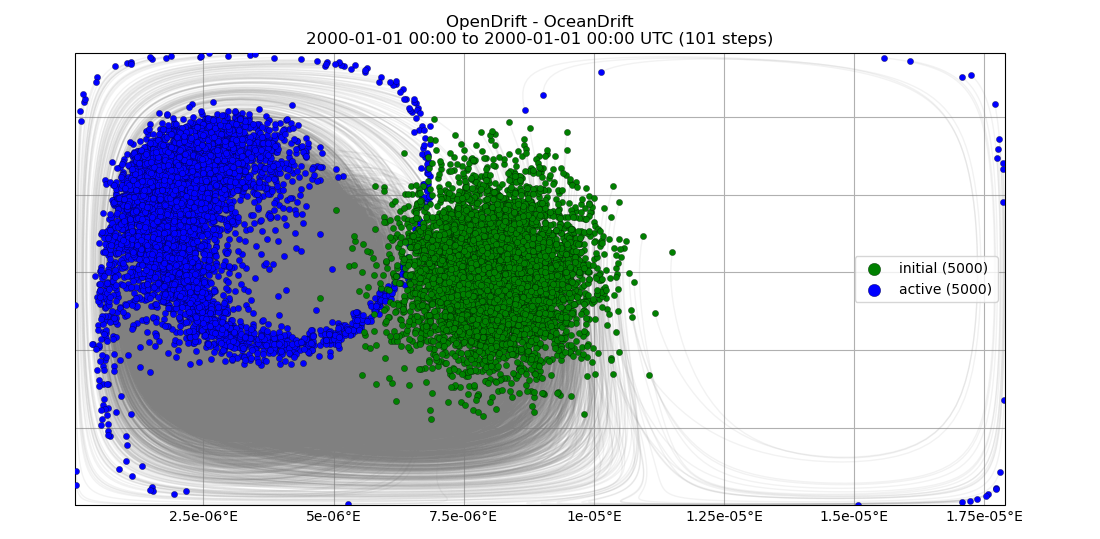 OpenDrift - OceanDrift
2000-01-01 00:00 to 2000-01-01 00:00 UTC (101 steps)
initial (5000)
active (5000)
2.5e-06°E 5e-06°E 7.5e-06°E 1e-05°E 1.25e-05°E 1.5e-05°E 1.75e-05°E